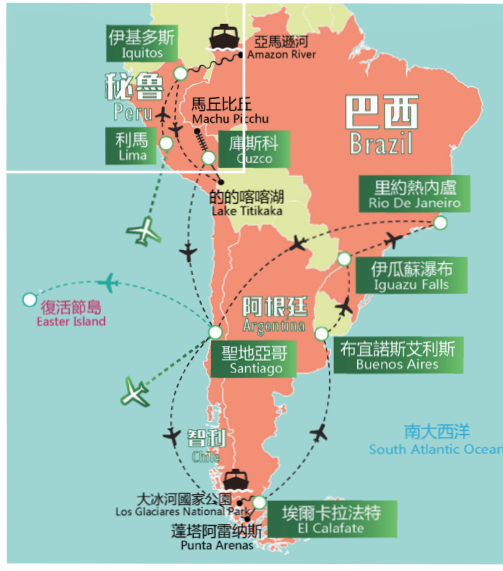 伊基多斯
Iquitos
亞馬遜河
Amazon River
秘魯
Peru
馬丘比丘
Machu Picchu
巴西
Brazil
利馬
Lima
庫斯科
Cuzco
的的喀喀湖
Lake Titikaka
里約熱內盧
Rio De Janeiro
伊瓜蘇瀑布
Iguazu Falls
復活節島
Easter Island
阿根廷
Argentina
聖地亞哥
Santiago
布宜諾斯艾利斯
Buenos Aires
智利
Chile
南大西洋
South Atlantic Ocean
大冰河國家公園
Los Glaciares National Park
埃爾卡拉法特
El Calafate
蓬塔阿雷纳斯
Punta Arenas